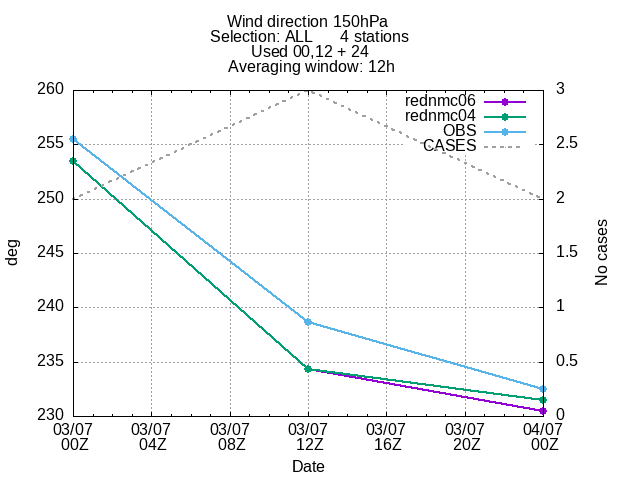 Wind direction 150hPa
Selection: ALL 4 stations
Used 00,12 + 24
Averaging window: 12h
rednmc06
rednmc04
OBS
CASES
260
255
250
245
240
235
230
3
2.5
2
1.5
1
0.5
0
deg
No cases
03/07 03/07 03/07 03/07 03/07 03/07 04/07
00Z 04Z 08Z 12Z 16Z 20Z 00Z
Date